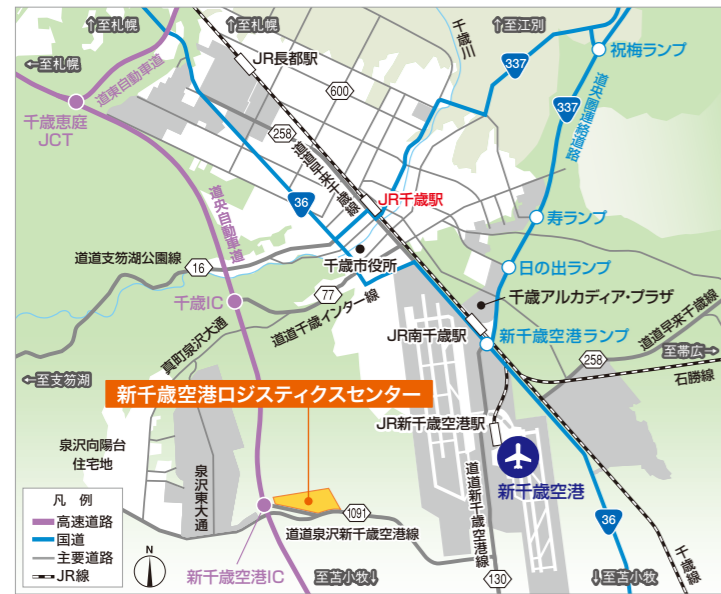 ↑至札幌
↑至札幌
↑至江別
千歳川
祝梅ランプ
←至札幌
JR長都駅
337
道東自動車道
600
337
道央圏連絡道路
千歳恵庭
JCT
258
道道早来千歳線
36
JR千歳駅
道央自動車道
寿ランプ
道道支笏湖公園線
16
千歳市役所
日の出ランプ
77
千歳IC
道道千歳インター線
千歳アルカディア・プラザ
JR南千歳駅
新千歳空港ランプ
道道早来千歳線
真町泉沢大通
258
至帯広→
石勝線
←至支笏湖
新千歳空港ロジスティクスセンター
JR新千歳空港駅
泉沢向陽台
住宅地
泉沢東大通
新千歳空港
道道新千歳空港線
凡 例
高速道路
国道
主要道路
JR線
N
1091
道道泉沢新千歳空港線
36
千歳線
新千歳空港IC
至苫小牧↓
130
↓至苫小牧